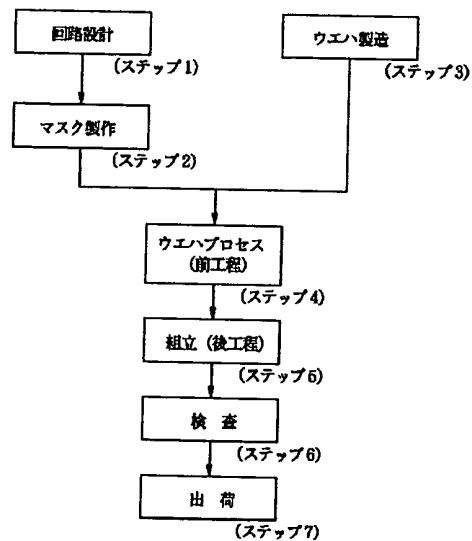 回路設計
(ステップ1)
ウエハ製造
(ステップ3)
マスク製作
(ステップ2)
ウエハプロセス
(前工程)
(ステップ4)
組立 (後工程)
(ステップ5)
検 査
(ステップ6)
出 荷
(ステップ7)